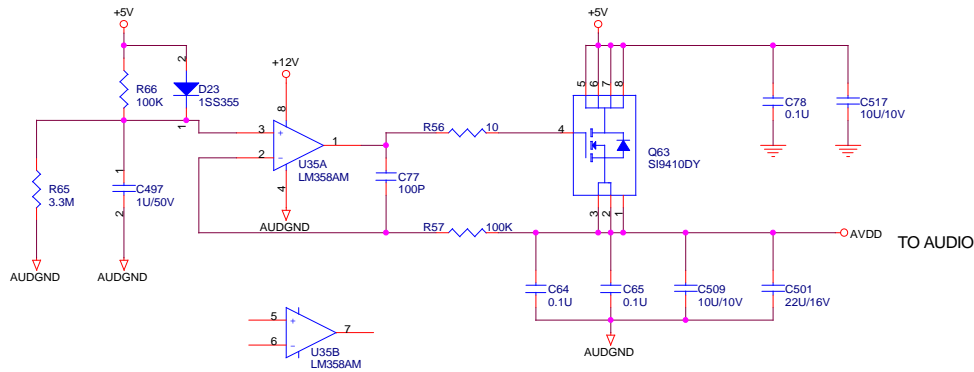 +5V
+5V
2
R66
100K
D23
1SS355
1
+12V
8
3
+
2
−
1
U35A
LM358AM
4
AUDGND
R56
10
4
5
6
7
8
Q63
SI9410DY
3
2
1
C78
0.1U
C517
10U/10V
R65
3.3M
1
C497
1U/50V
2
C77
100P
R57
100K
AVDD
TO AUDIO
AUDGND
AUDGND
C64
0.1U
C65
0.1U
C509
10U/10V
C501
22U/16V
AUDGND
5
+
6
−
7
U35B
LM358AM